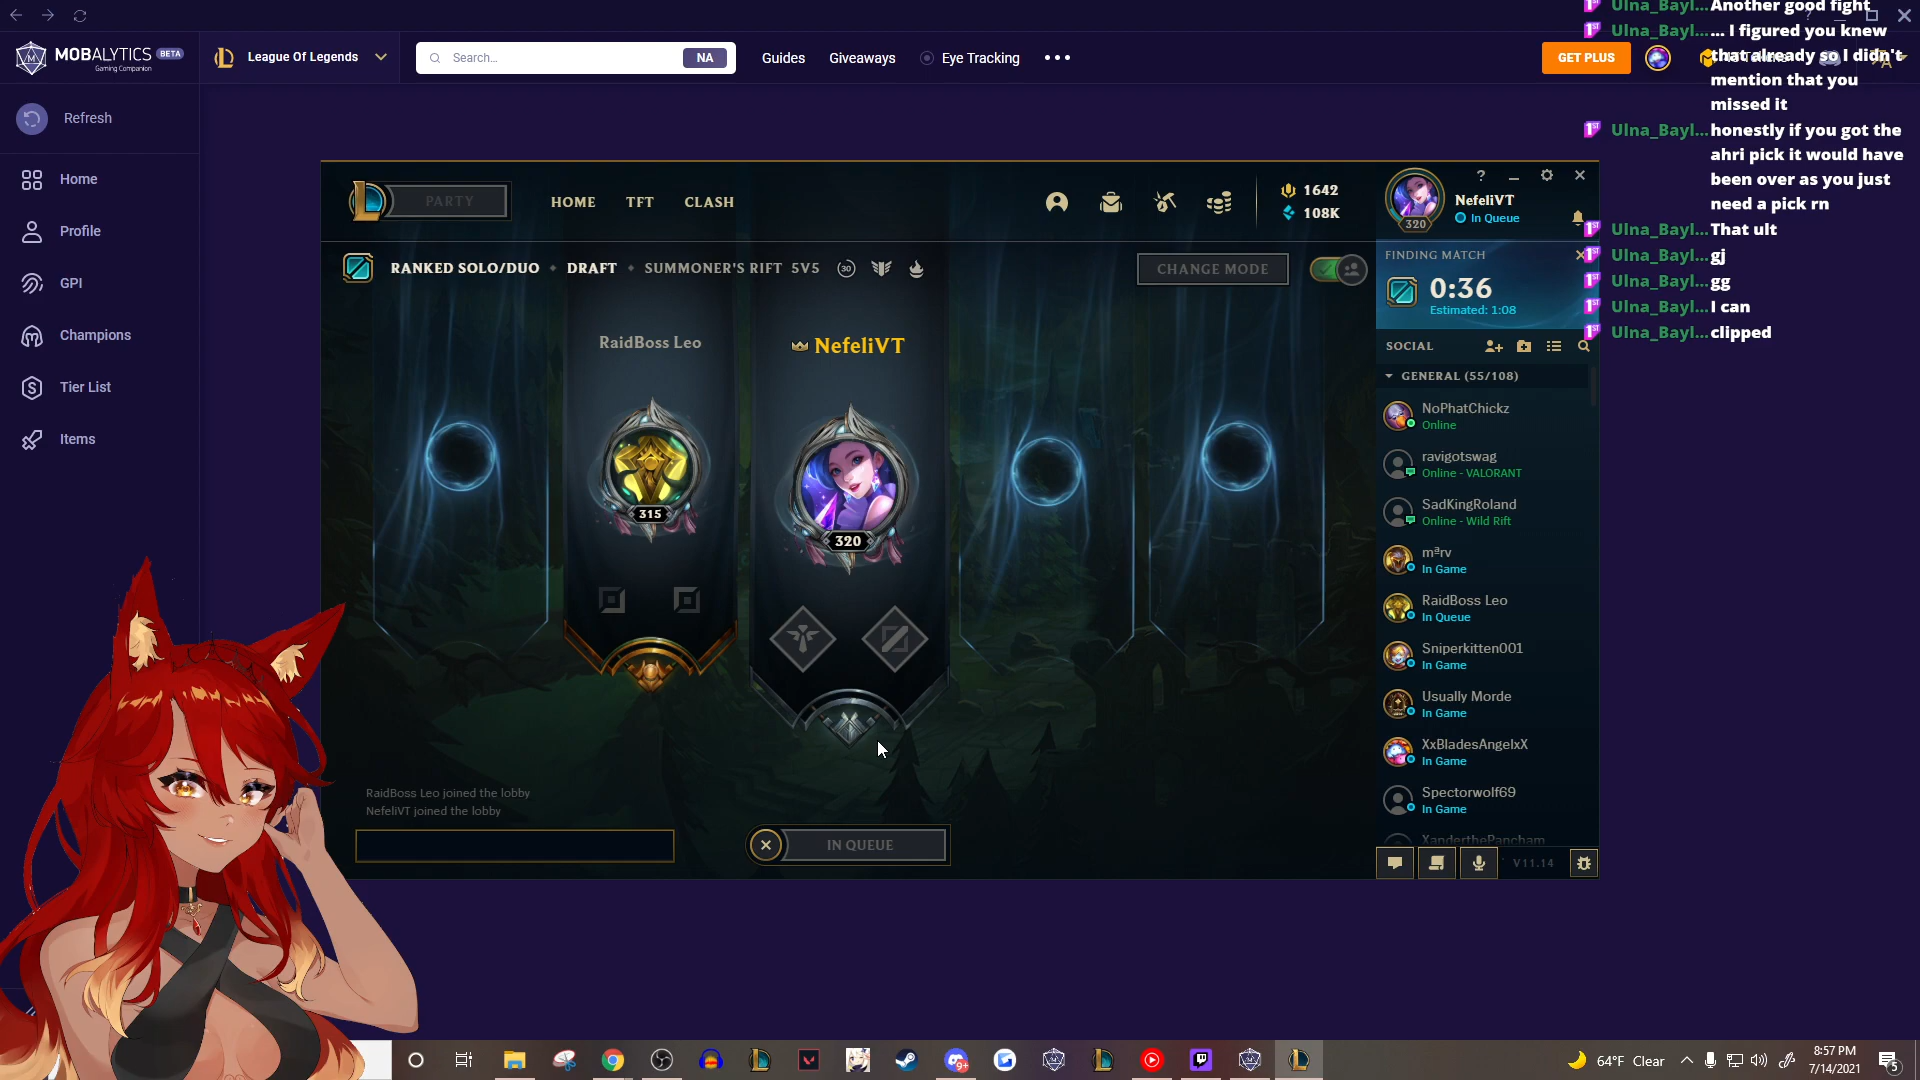 MOBALYTICS BETA
Gaming Companion
League Of Legends
Search...
NA
Guides
Giveaways
Eye Tracking
GET PLUS
Refresh
Home
Profile
GPI
Champions
Tier List
Items
PARTY
HOME
TFT
CLASH
1642
108K
320
NefeliVT
In Queue
RANKED SOLO/DUO • DRAFT • SUMMONER'S RIFT 5V5
30
CHANGE MODE
FINDING MATCH
0:36
Estimated: 1:08
RaidBoss Leo
315
NefeliVT
320
SOCIAL
GENERAL (55/108)
NoPhatChickz
Online
ravigotswag
Online - VALORANT
SadKingRoland
Online - Wild Rift
mªrv
In Game
RaidBoss Leo
In Queue
Sniperkitten001
In Game
Usually Morde
In Game
XxBladesAngelxX
In Game
Spectorwolf69
In Game
XanderthePancham
RaidBoss Leo joined the lobby
NefeliVT joined the lobby
IN QUEUE
V11.14
Ulna_Bayl... Another good fight
Ulna_Bayl... ... I figured you knew
that already so I didn't
mention that you
missed it
Ulna_Bayl... honestly if you got the
ahri pick it would have
been over as you just
need a pick rn
Ulna_Bayl... That ult
Ulna_Bayl... gj
Ulna_Bayl... gg
Ulna_Bayl... I can
Ulna_Bayl... clipped
9+
64°F Clear
8:57 PM
7/14/2021
5